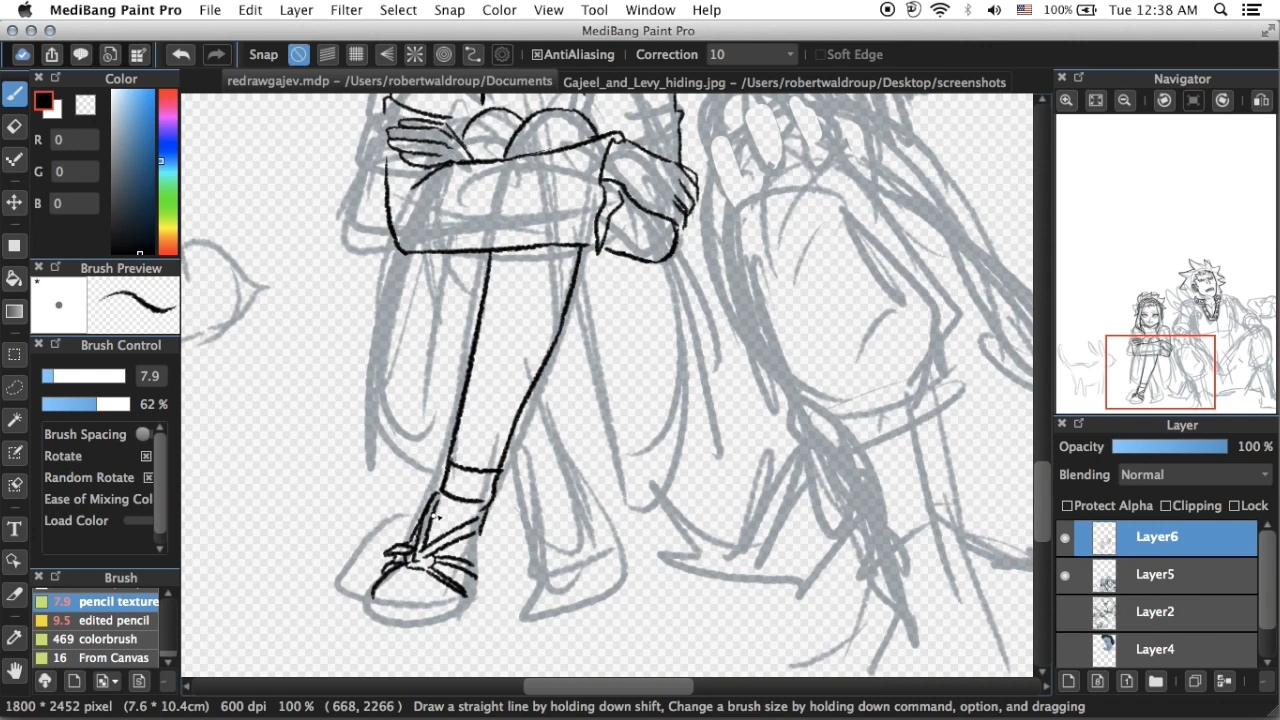 MediBang Paint Pro File Edit Layer Filter Select Snap Color View Tool Window Help 100% Tue 12:38 AM
MediBang Paint Pro
Snap AntiAliasing Correction 10 Soft Edge
Color
redrawgajev.mdp – /Users/robertwaldroup/Documents
Gajeel_and_Levy_hiding.jpg – /Users/robertwaldroup/Desktop/screenshots
Navigator
R 0
G 0
B 0
Brush Preview
*
Brush Control
7.9
62 %
Brush Spacing
Rotate
Random Rotate
Ease of Mixing Col
Load Color
T
Brush
7.9 pencil texture
9.5 edited pencil
469 colorbrush
16 From Canvas
Layer
Opacity 100 %
Blending Normal
Protect Alpha Clipping Lock
Layer6
Layer5
Layer2
Layer4
8 1
1800 * 2452 pixel (7.6 * 10.4cm) 600 dpi 100 % ( 668, 2266 ) Draw a straight line by holding down shift, Change a brush size by holding down command, option, and dragging